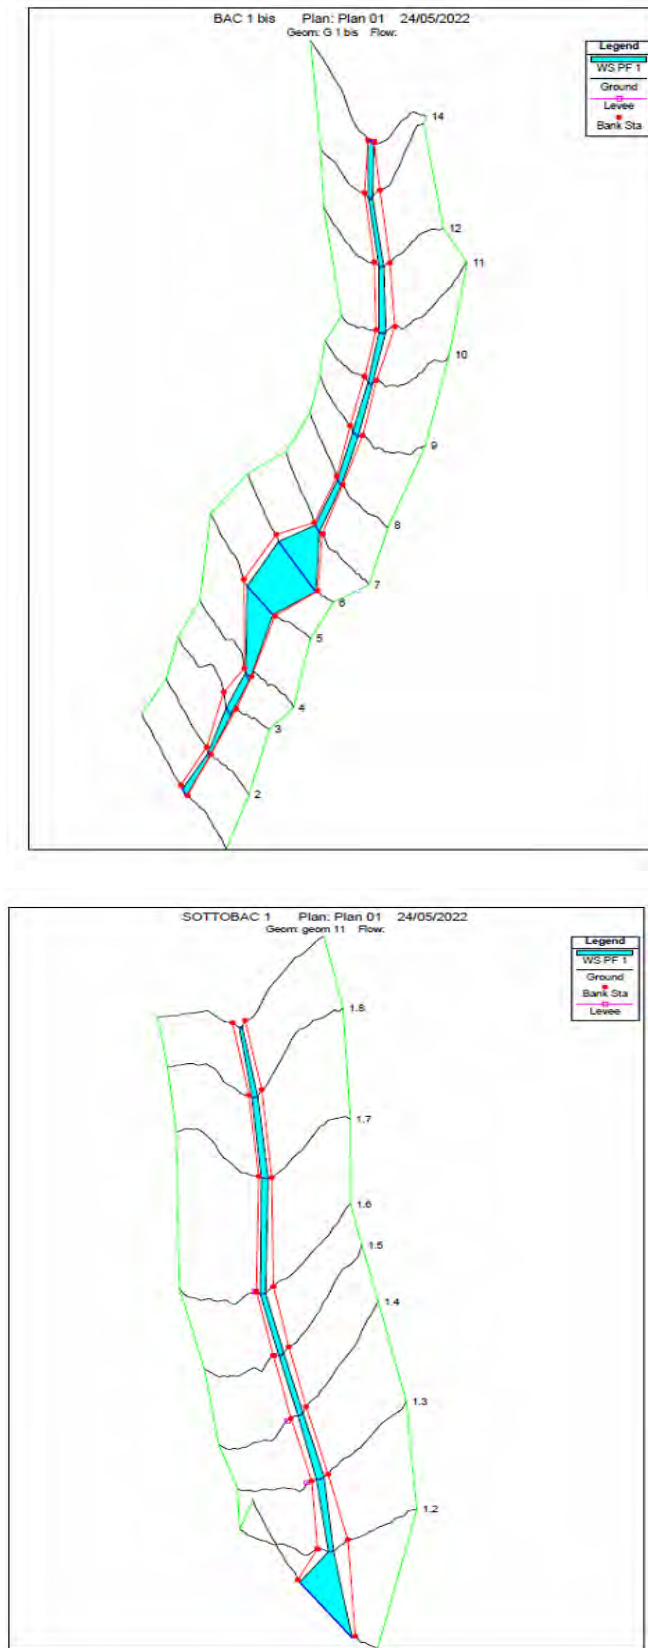 BAC 1 bis Plan: Plan 01 24/05/2022
Geom: G 1 bis Flow:
Legend
WS PF 1
Ground
Levee
Bank Sta
14
12
11
10
9
8
7
6
5
4
3
2
SOTTOBAC 1 Plan: Plan 01 24/05/2022
Geom: geom 11 Flow:
Legend
WS PF 1
Ground
Bank Sta
Levee
1.8
1.7
1.6
1.5
1.4
1.3
1.2